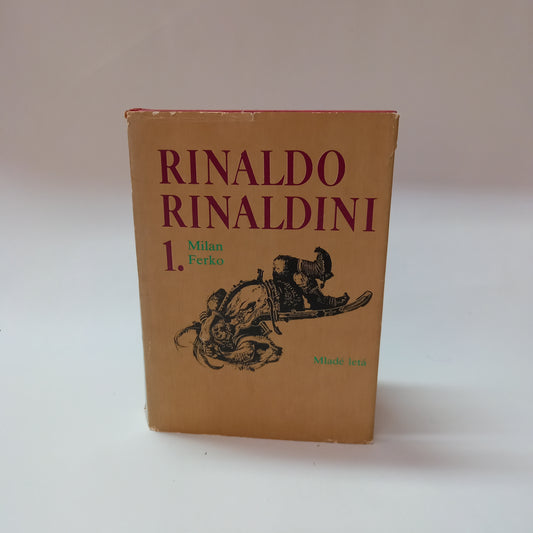 RINALDO
RINALDINI
1. Milan
Ferko
Mladé letá